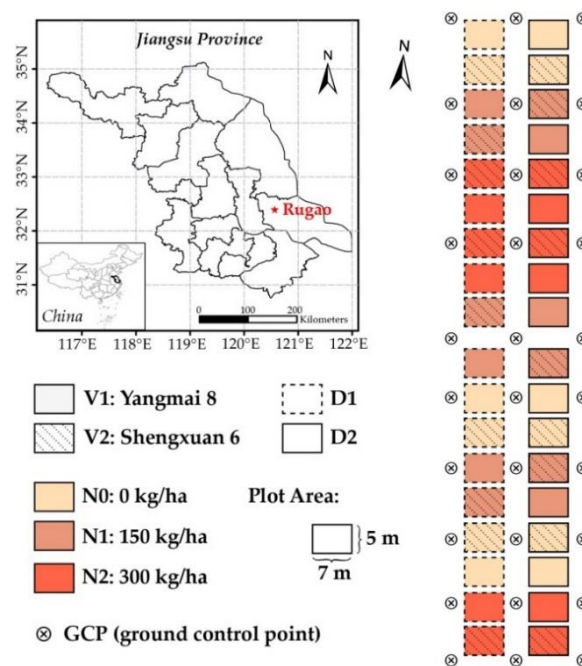 Jiangsu Province
N
N
35°N
34°N
33°N
32°N
31°N
Rugao
China
0 100 200
Kilometers
117°E 118°E 119°E 120°E 121°E 122°E
V1: Yangmai 8
D1
V2: Shengxuan 6
D2
N0: 0 kg/ha
Plot Area:
N1: 150 kg/ha
5 m
7 m
N2: 300 kg/ha
GCP (ground control point)